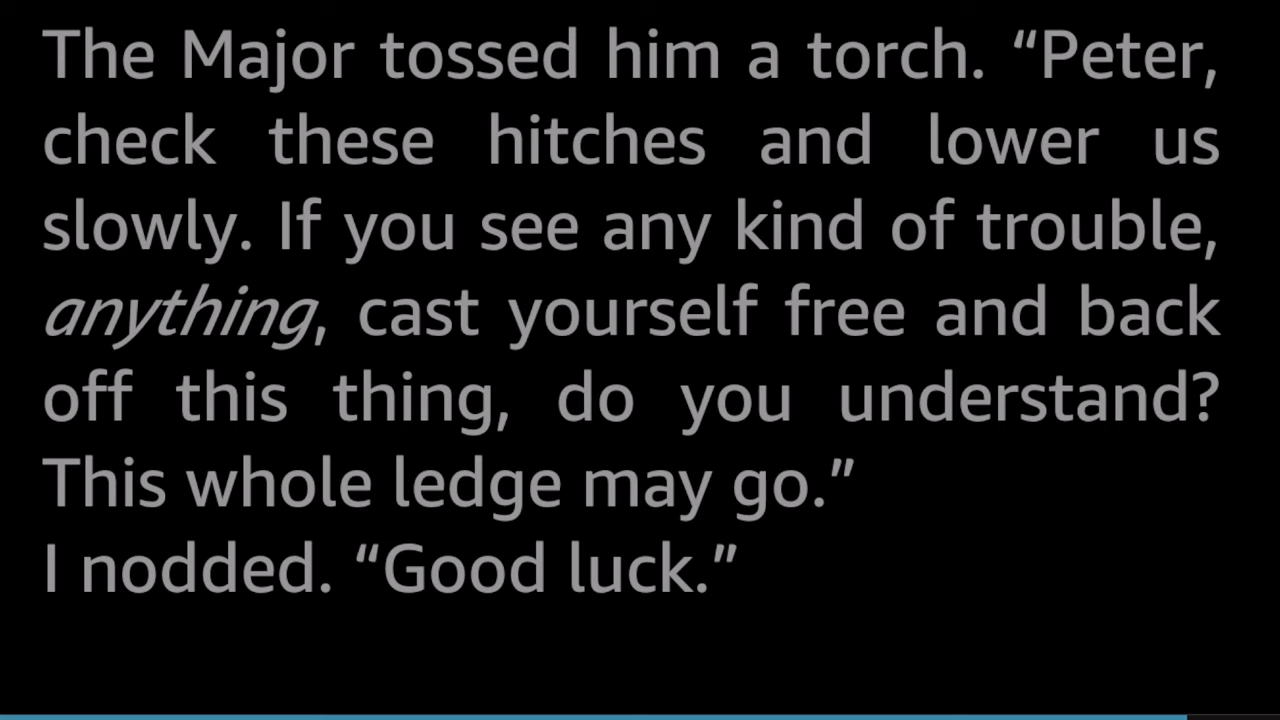 The Major tossed him a torch. “Peter,
check these hitches and lower us
slowly. If you see any kind of trouble,
anything, cast yourself free and back
off this thing, do you understand?
This whole ledge may go.”
I nodded. “Good luck.”